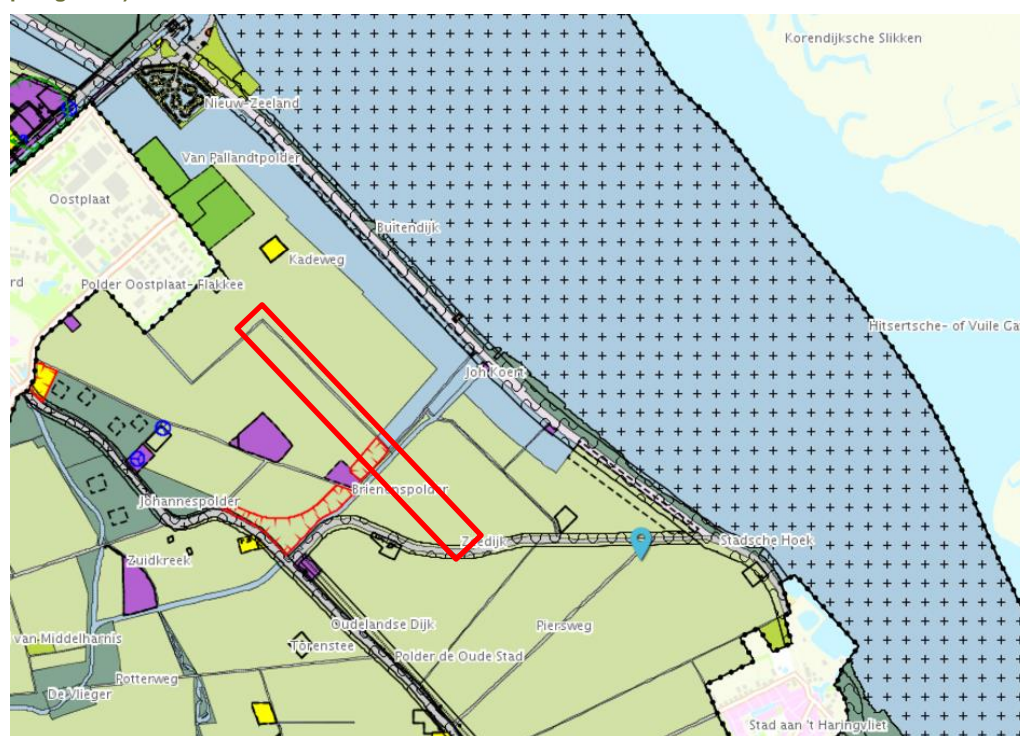 Korendijksche Slikken
Nieuw-Zeeland
Van Pallandtpolder
Oostplaat
Buitendijk
Kadeweg
rd
Polder Oostplaat- Flakkee
Hitsertsche- of Vuile Ga
Joh Koert
Brienenspolder
Johannespolder
Zeedijk
Stadsche Hoek
Zuidkreek
Oudelandse Dijk
Piersweg
van Middelharnis
Torenstee
Polder de Oude Stad
Rotterweg
De Vlieger
Stad aan 't Haringvliet